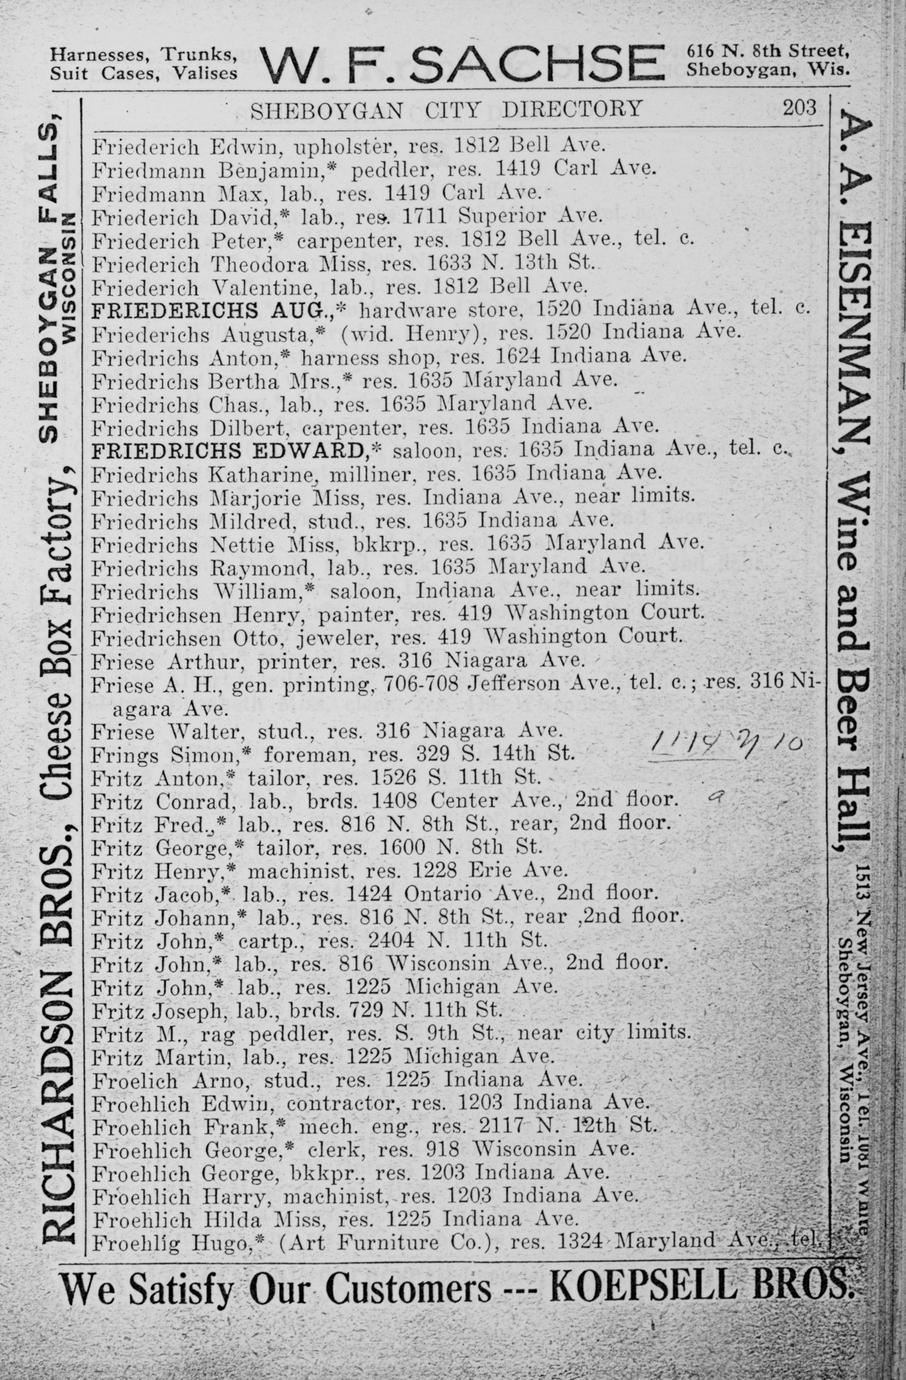 Harnesses, Trunks,
Suit Cases, Valises
W. F. SACHSE
616 N. 8th Street,
Sheboygan, Wis.
SHEBOYGAN CITY DIRECTORY 203
Friederich Edwin, upholster, res. 1812 Bell Ave.
Friedmann Benjamin,* peddler, res. 1419 Carl Ave.
Friedmann Max, lab., res. 1419 Carl Ave.
Friederich David,* lab., res. 1711 Superior Ave.
Friederich Peter,* carpenter, res. 1812 Bell Ave., tel. c.
Friederich Theodora Miss, res. 1633 N. 13th St.
Friederich Valentine, lab., res. 1812 Bell Ave.
FRIEDERICHS AUG.,* hardware store, 1520 Indiana Ave., tel. c.
Friederichs Augusta,* (wid. Henry), res. 1520 Indiana Ave.
Friedrichs Anton,* harness shop, res. 1624 Indiana Ave.
Friedrichs Bertha Mrs.,* res. 1635 Maryland Ave.
Friedrichs Chas., lab., res. 1635 Maryland Ave.
Friedrichs Dilbert, carpenter, res. 1635 Indiana Ave.
FRIEDRICHS EDWARD,* saloon, res. 1635 Indiana Ave., tel. c.
Friedrichs Katharine, milliner, res. 1635 Indiana Ave.
Friedrichs Marjorie Miss, res. Indiana Ave., near limits.
Friedrichs Mildred, stud., res. 1635 Indiana Ave.
Friedrichs Nettie Miss, bkkrp., res. 1635 Maryland Ave.
Friedrichs Raymond, lab., res. 1635 Maryland Ave.
Friedrichs William,* saloon, Indiana Ave., near limits.
Friedrichsen Henry, painter, res. 419 Washington Court.
Friedrichsen Otto, jeweler, res. 419 Washington Court.
Friese Arthur, printer, res. 316 Niagara Ave.
Friese A. H., gen. printing, 706-708 Jefferson Ave., tel. c.; res. 316 Ni-
agara Ave.
Friese Walter, stud., res. 316 Niagara Ave.
Frings Simon,* foreman, res. 329 S. 14th St.
Fritz Anton,* tailor, res. 1526 S. 11th St.
Fritz Conrad, lab., brds. 1408 Center Ave., 2nd floor.
Fritz Fred.,* lab., res. 816 N. 8th St., rear, 2nd floor.
Fritz George,* tailor, res. 1600 N. 8th St.
Fritz Henry,* machinist, res. 1228 Erie Ave.
Fritz Jacob,* lab., res. 1424 Ontario Ave., 2nd floor.
Fritz Johann,* lab., res. 816 N. 8th St., rear ,2nd floor.
Fritz John,* cartp., res. 2404 N. 11th St.
Fritz John,* lab., res. 816 Wisconsin Ave., 2nd floor.
Fritz John,* lab., res. 1225 Michigan Ave.
Fritz Joseph, lab., brds. 729 N. 11th St.
Fritz M., rag peddler, res. S. 9th St., near city limits.
Fritz Martin, lab., res. 1225 Michigan Ave.
Froelich Arno, stud., res. 1225 Indiana Ave.
Froehlich Edwin, contractor, res. 1203 Indiana Ave.
Froehlich Frank,* mech. eng., res. 2117 N. 12th St.
Froehlich George,* clerk, res. 918 Wisconsin Ave.
Froehlich George, bkkpr., res. 1203 Indiana Ave.
Froehlich Harry, machinist, res. 1203 Indiana Ave.
Froehlich Hilda Miss, res. 1225 Indiana Ave.
Froehlig Hugo,* (Art Furniture Co.), res. 1324 Maryland Ave., tel.
RICHARDSON BROS., Cheese Box Factory, SHEBOYGAN FALLS,
WISCONSIN
A. A. EISENMAN, Wine and Beer Hall, 1513 New Jersey Ave., Tel. 1081 White
Sheboygan, Wisconsin
We Satisfy Our Customers --- KOEPSELL BROS.